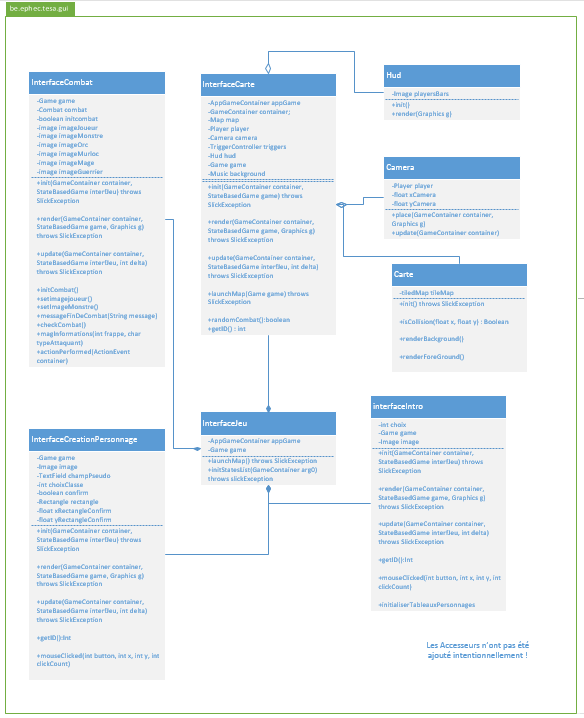 be.ephec.tesa.gui
InterfaceCombat
-Game game
-Combat combat
-boolean initcombat
-image imageJoueur
-image imageMonstre
-image imageOrc
-image imageMurloc
-image imageMage
-image imageGuerrier
+init(GameContainer container,
StateBasedGame interfJeu) throws
SlickException
+render(GameContainer container,
StateBasedGame game, Graphics g)
throws SlickException
+update(GameContainer container,
StateBasedGame interfJeu, int delta)
throws SlickException
+initCombat()
+setimagejoueur()
+setImageMonstre()
+messageFinDeCombat(String message)
+checkCombat()
+magInformations(int frappe, char
typeAttaquant)
+actionPerformed(ActionEvent
container)
InterfaceCarte
-AppGameContainer appGame
-GameContainer container;
-Map map
-Player player
-Camera camera
-TriggerController triggers
-Hud hud
-Game game
-Music background
+init(GameContainer container,
StateBasedGame game) throws
SlickException
+render(GameContainer container,
StateBasedGame game, Graphics g)
throws SlickException
+update(GameContainer container,
StateBasedGame interfJeu, int delta)
throws SlickException
+launchMap(Game game) throws
SlickException
+randomCombat():boolean
+getID() : int
Hud
-Image playersBars
+init()
+render(Graphics g)
Camera
-Player player
-float xCamera
-float yCamera
+place(GameContainer container,
Graphics g)
+update(GameContainer container)
Carte
-tiledMap tileMap
+init() throws SlickException
+isCollision(float x, float y) : Boolean
+renderBackground()
+renderForeGround()
InterfaceJeu
-AppGameContainer appGame
-Game game
+launchMap() throws SlickException
+initStatesList(GameContainer arg0)
throws slickException
interfaceIntro
-int choix
-Game game
-Image image
+init(GameContainer container,
StateBasedGame interfJeu) throws
SlickException
+render(GameContainer container,
StateBasedGame game, Graphics g)
throws SlickException
+update(GameContainer container,
StateBasedGame interfJeu, int delta)
throws SlickException
+getID():Int
+mouseClicked(int button, int x, int y, int
clickCount)
+initialiserTableauxPersonnages
InterfaceCreationPersonnage
-Game game
-Image image
-TextField champPseudo
-int choixClasse
-boolean confirm
-Rectangle rectangle
-float xRectangleConfirm
-float yRectangleConfirm
+init(GameContainer container,
StateBasedGame interfJeu) throws
SlickException
+render(GameContainer container,
StateBasedGame game, Graphics g)
throws SlickException
+update(GameContainer container,
StateBasedGame interfJeu, int delta)
throws SlickException
+getID():Int
+mouseClicked(int button, int x, int y, int
clickCount)
Les Accesseurs n'ont pas été
ajouté intentionnellement !